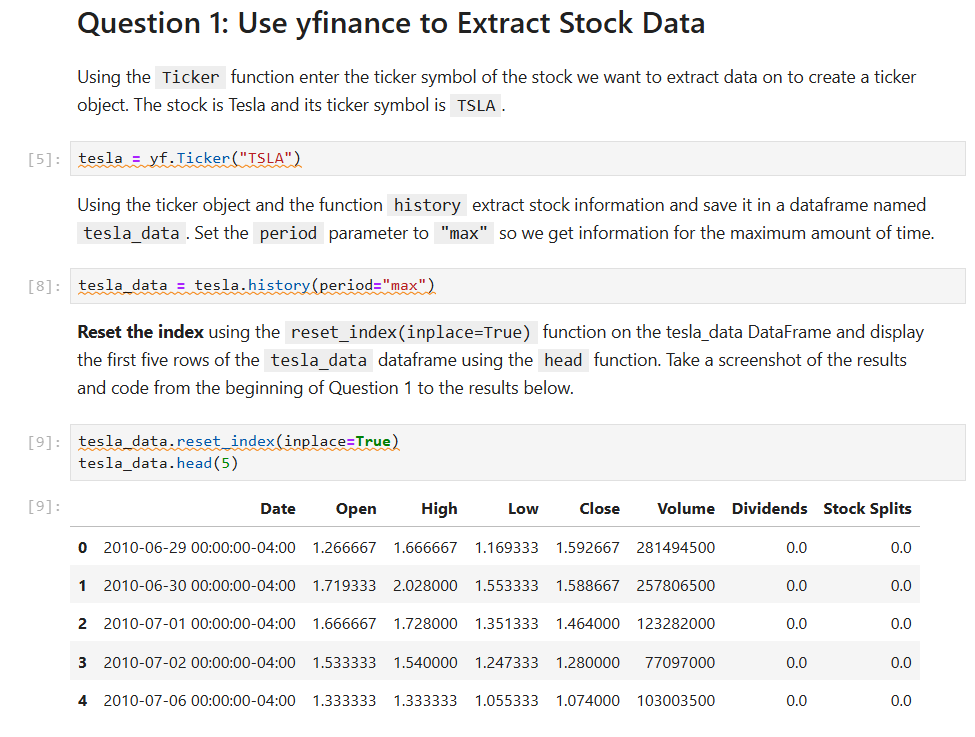 Question 1: Use yfinance to Extract Stock Data
Using the Ticker function enter the ticker symbol of the stock we want to extract data on to create a ticker
object. The stock is Tesla and its ticker symbol is TSLA .
[5]: tesla = yf.Ticker("TSLA")
Using the ticker object and the function history extract stock information and save it in a dataframe named
tesla_data . Set the period parameter to "max" so we get information for the maximum amount of time.
[8]: tesla_data = tesla.history(period="max")
Reset the index using the reset_index(inplace=True) function on the tesla_data DataFrame and display
the first five rows of the tesla_data dataframe using the head function. Take a screenshot of the results
and code from the beginning of Question 1 to the results below.
[9]: tesla_data.reset_index(inplace=True)
tesla_data.head(5)
[9]: Date Open High Low Close Volume Dividends Stock Splits
0 2010-06-29 00:00:00-04:00 1.266667 1.666667 1.169333 1.592667 281494500 0.0 0.0
1 2010-06-30 00:00:00-04:00 1.719333 2.028000 1.553333 1.588667 257806500 0.0 0.0
2 2010-07-01 00:00:00-04:00 1.666667 1.728000 1.351333 1.464000 123282000 0.0 0.0
3 2010-07-02 00:00:00-04:00 1.533333 1.540000 1.247333 1.280000 77097000 0.0 0.0
4 2010-07-06 00:00:00-04:00 1.333333 1.333333 1.055333 1.074000 103003500 0.0 0.0